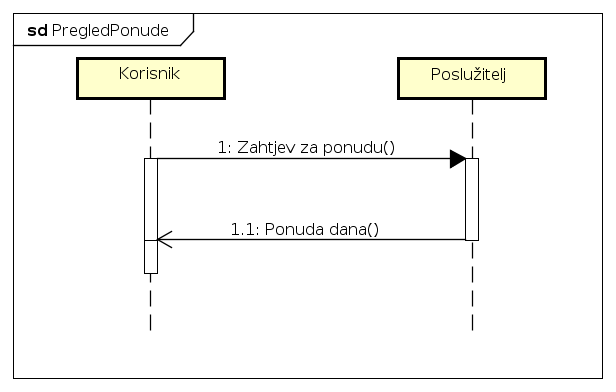 sd PregledPonude
Korisnik
Poslužitelj
1: Zahtjev za ponudu()
1.1: Ponuda dana()